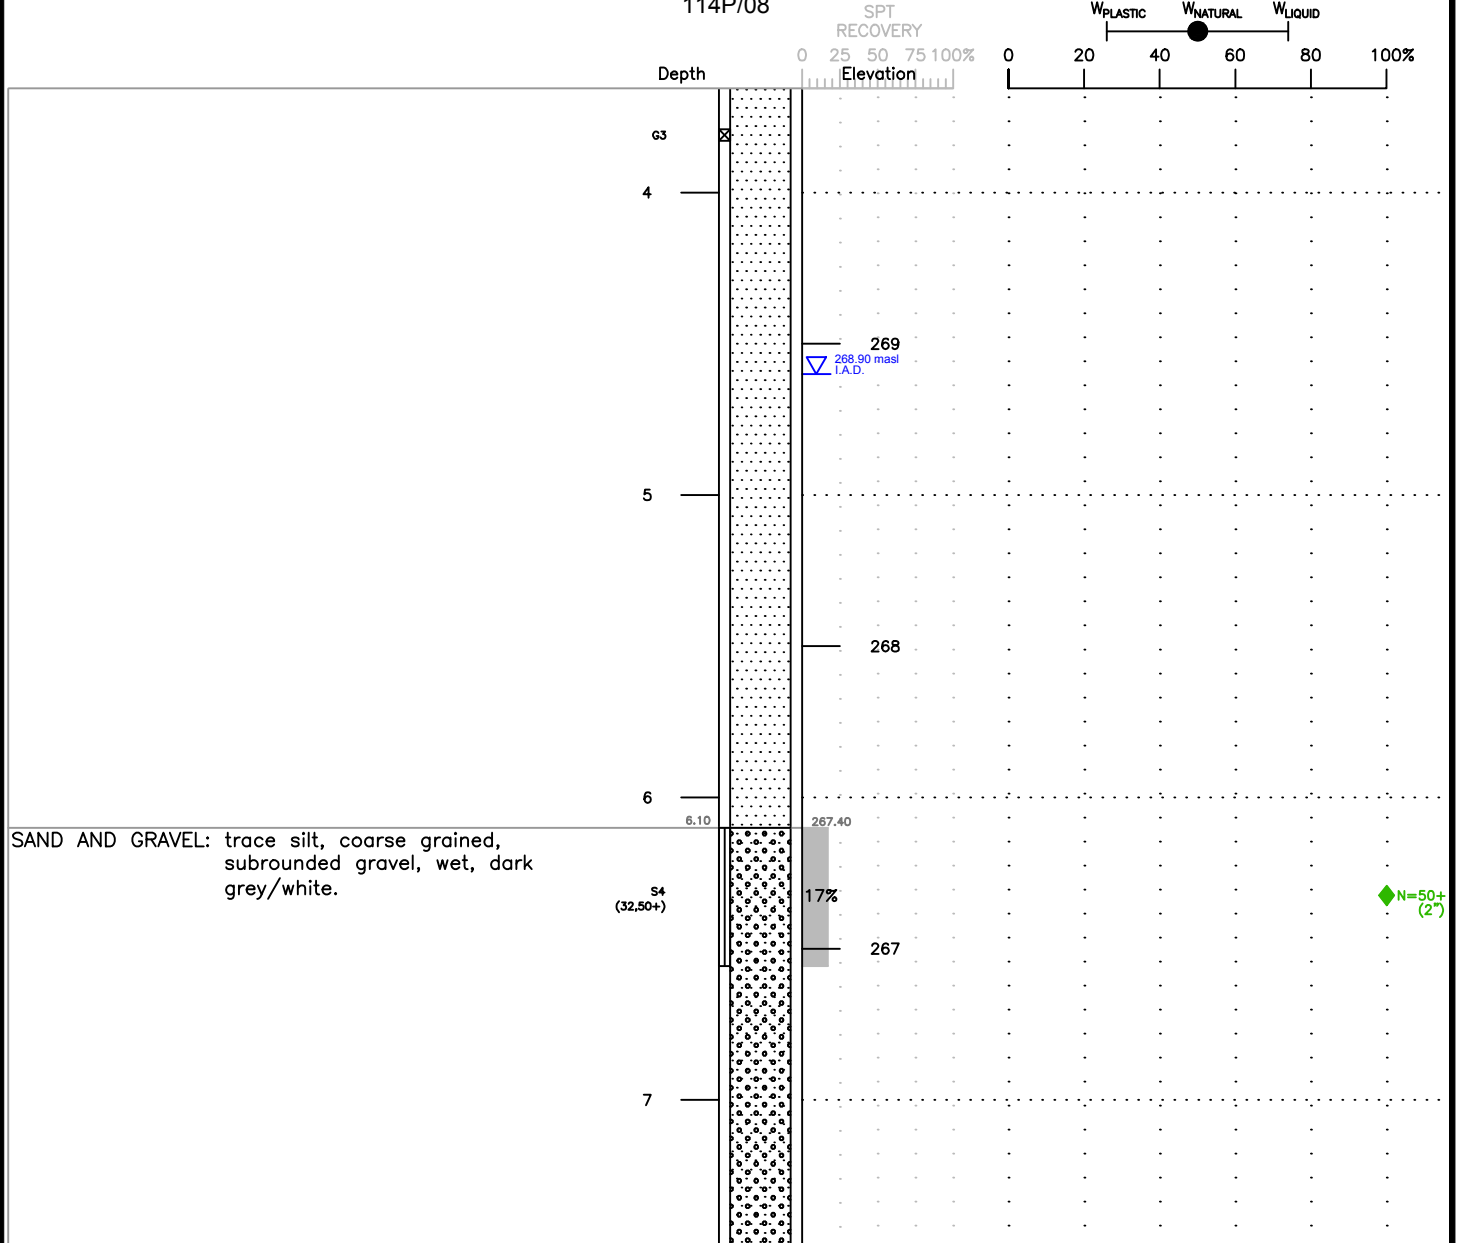 114P/08
SPT
RECOVERY
0 25 50 75 100%
Depth
Elevation
WPLASTIC WNATURAL WLIQUID
0 20 40 60 80 100%
G3
4
269
268.90 masl
I.A.D.
5
268
6
6.10
267.40
SAND AND GRAVEL: trace silt, coarse grained,
subrounded gravel, wet, dark
grey/white.
S4
(32,50+)
17%
N=50+
(2")
267
7